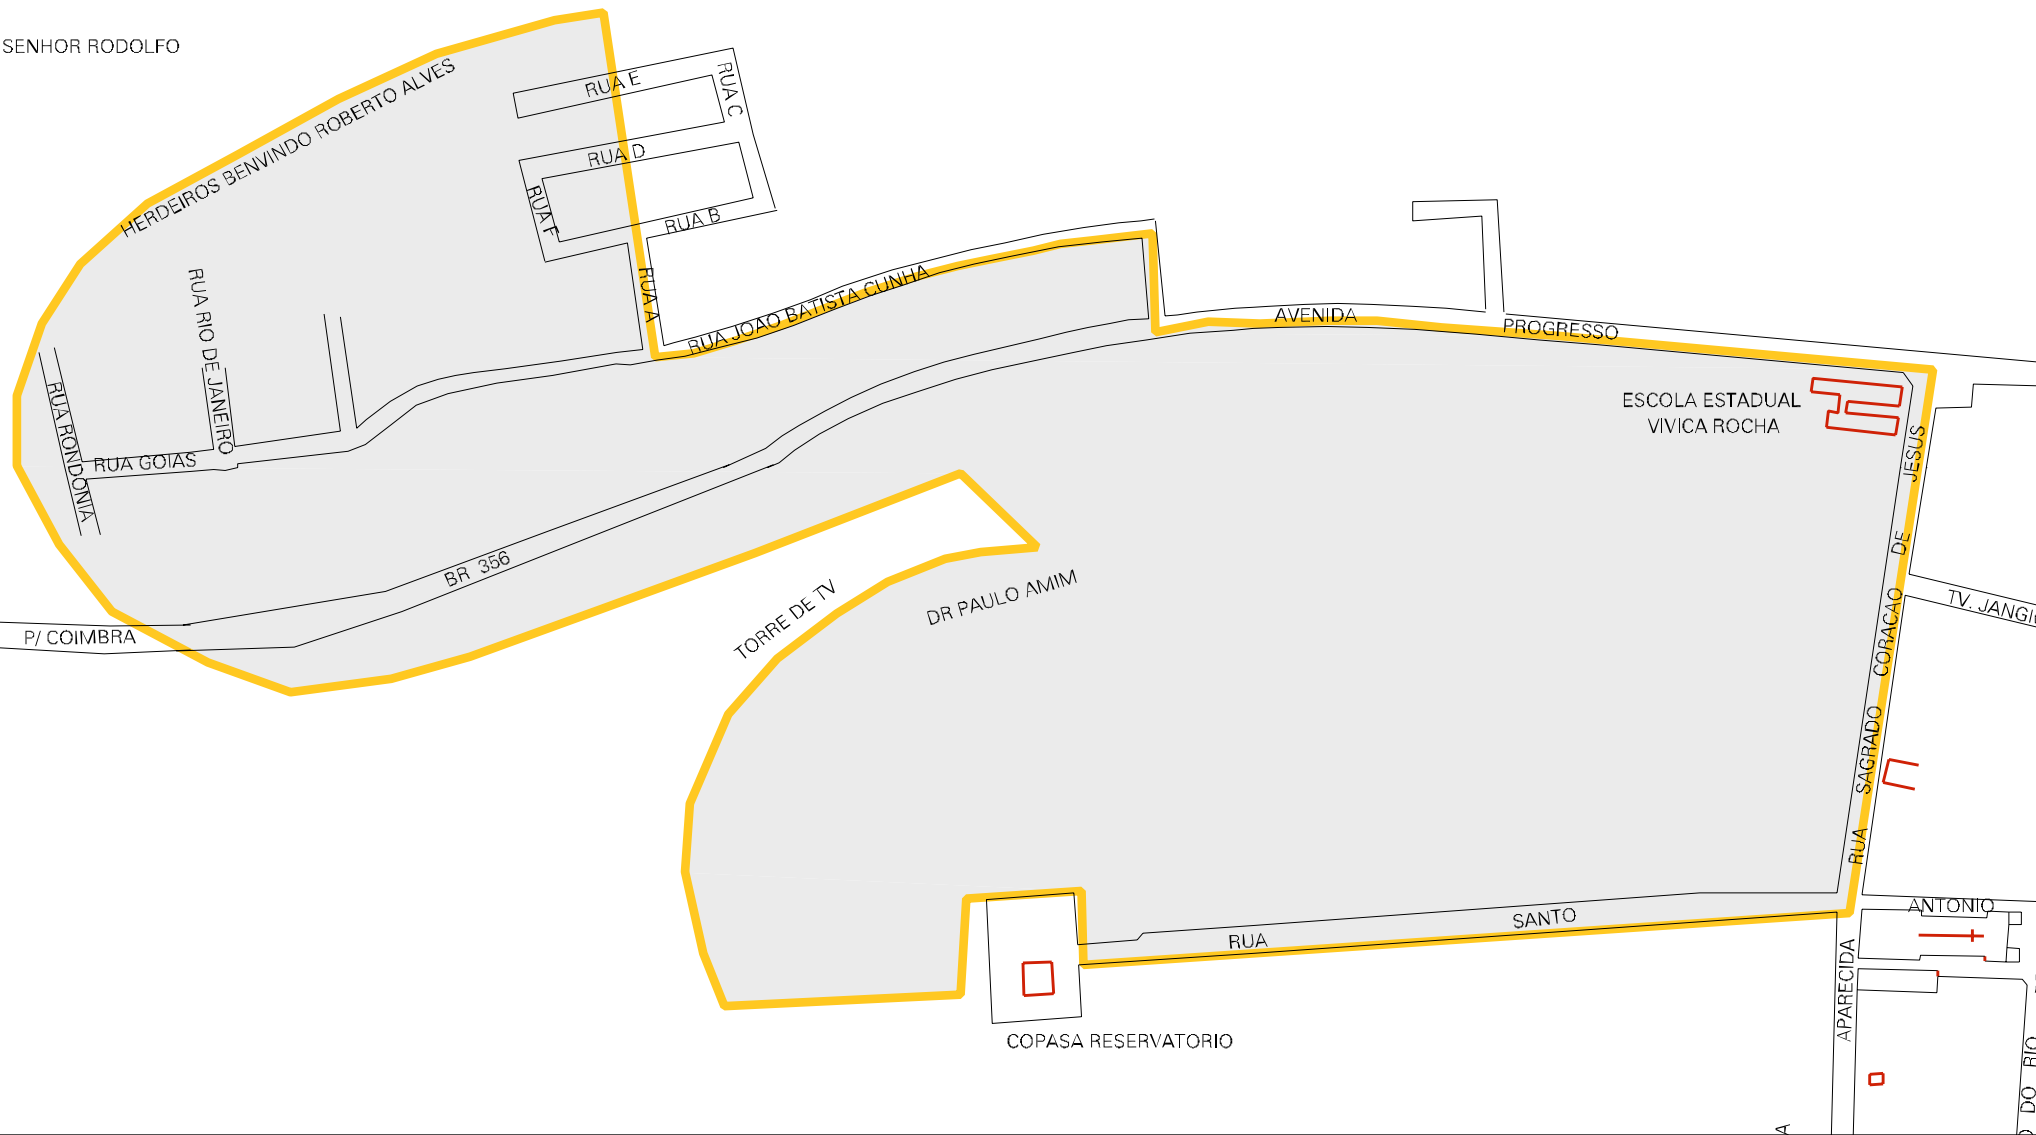 SENHOR RODOLFO
HERDEIROS BENVINDO ROBERTO ALVES
RUA E
RUA C
RUA D
RUA F
RUA B
RUA A
RUA JOAO BATISTA CUNHA
RUA RIO DE JANEIRO
RUA RONDONIA
RUA GOIAS
AVENIDA PROGRESSO
ESCOLA ESTADUAL
VIVICA ROCHA
BR 356
P/ COIMBRA
TORRE DE TV
DR PAULO AMIM
RUA SAGRADO CORACAO DE JESUS
TV.
RUA SANTO ANTONIO
APARECIDA
COPASA RESERVATORIO
DO RIO
A